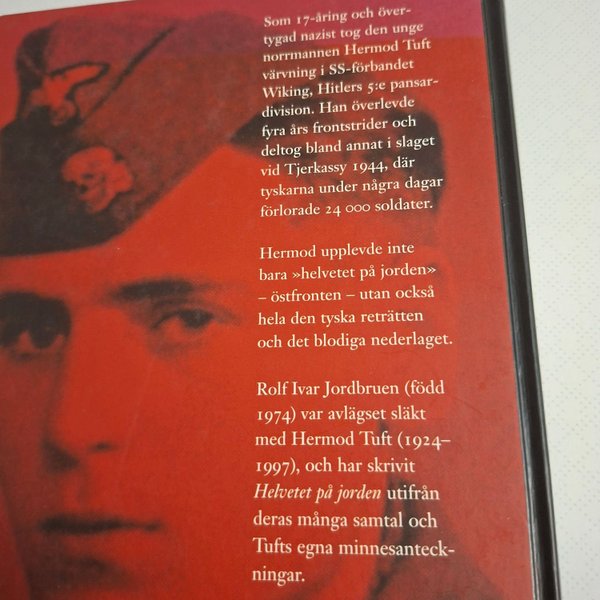 Som 17-åring och över-
tygad nazist tog den unge
norrmannen Hermod Tuft
värvning i SS-förbandet
Wiking, Hitlers 5:e pansar-
division. Han överlevde
fyra års frontstrider och
deltog bland annat i slaget
vid Tjerkassy 1944, där
tyskarna under några dagar
förlorade 24 000 soldater.
Hermod upplevde inte
bara »helvetet på jorden»
– östfronten – utan också
hela den tyska reträtten
och det blodiga nederlaget.
Rolf Ivar Jordbruen (född
1974) var avlägset släkt
med Hermod Tuft (1924–
1997), och har skrivit
Helvetet på jorden utifrån
deras många samtal och
Tufts egna minnesanteck-
ningar.